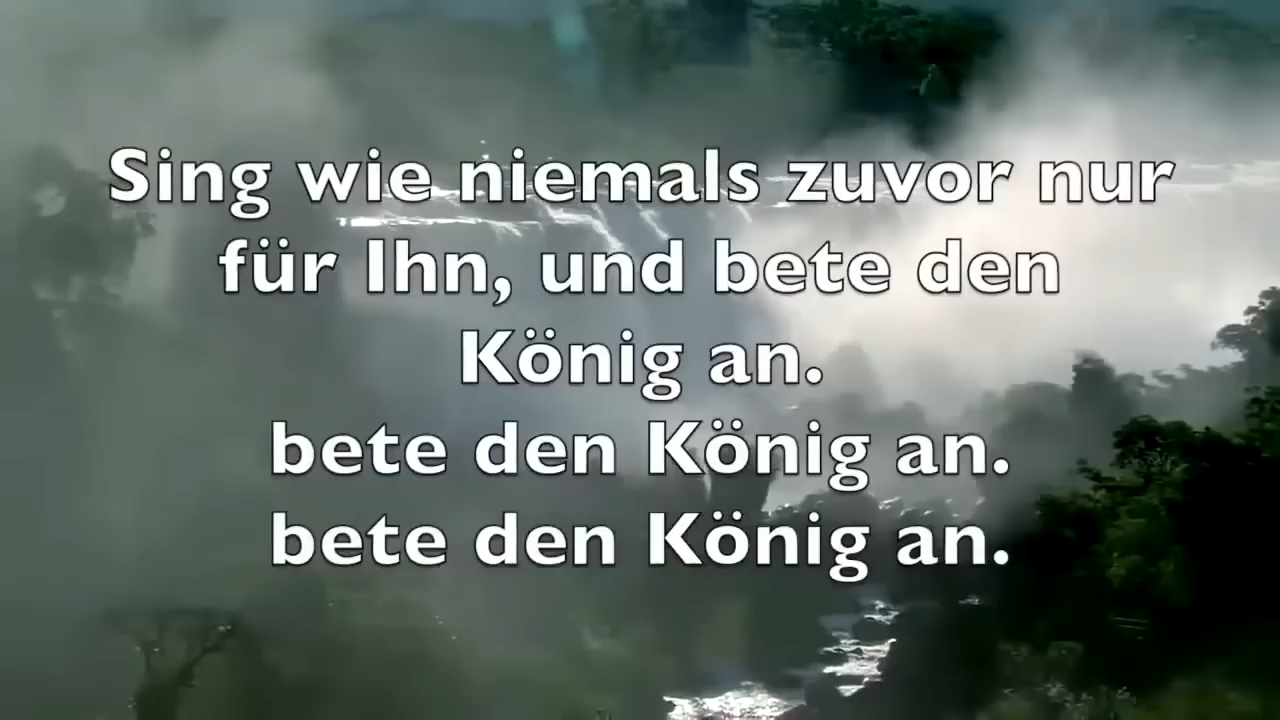 Sing wie niemals zuvor nur
für Ihn, und bete den
König an.
bete den König an.
bete den König an.